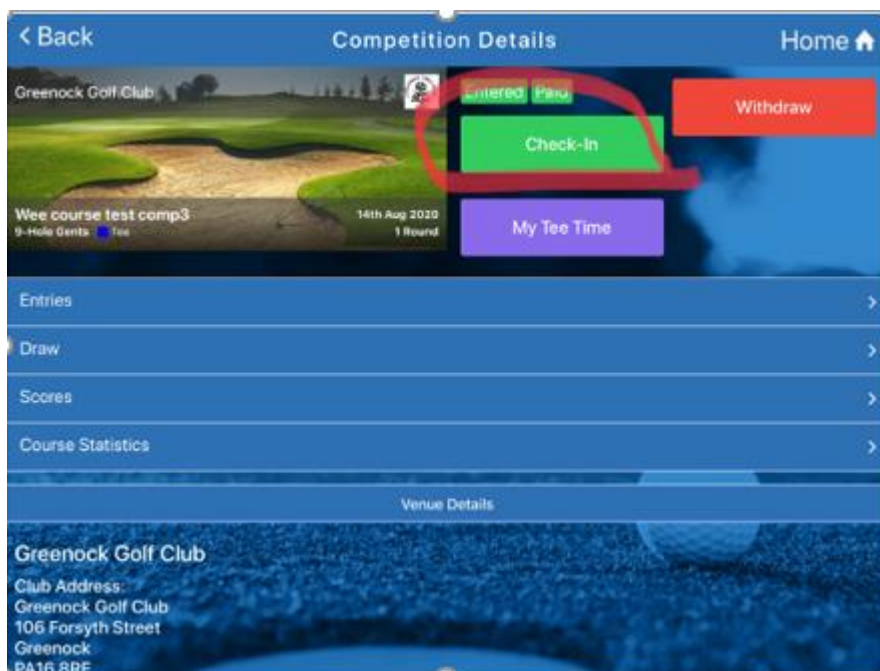 Back
Competition Details
Home
Greenock Golf Club
Entered Paid
Withdraw
Check-In
Wee course test comp3
14th Aug 2020
9-Hole Gents Tee
1 Round
My Tee Time
Entries
Draw
Scores
Course Statistics
Venue Details
Greenock Golf Club
Club Address:
Greenock Golf Club
106 Forsyth Street
Greenock
PA16 8RE